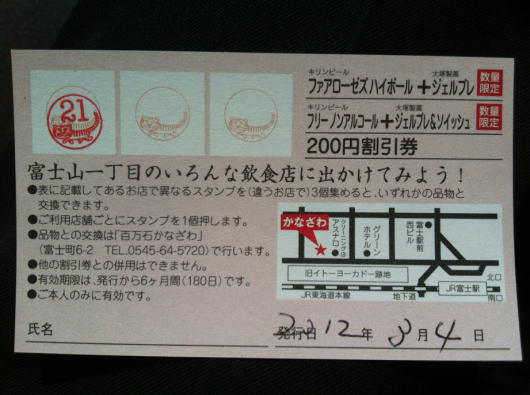 21
キリンビール 大塚製薬
ファアローゼズハイボール+ジェルブレ 数量限定
キリンビール 大塚製薬
フリー ノンアルコール+ジェルブレ&ソイッシュ 数量限定
200円割引券
富士山一丁目のいろんな飲食店に出かけてみよう!
●表に記載してあるお店で異なるスタンプを(違うお店で)3個集めると、いずれかの品物と
交換できます。
●ご利用店舗ごとにスタンプを1個押します。
●品物との交換は「百万石かなざわ」
(富士町6-2 TEL.0545-64-5720)で行います。
●他の割引券との併用はできません。
●有効期限は、発行から6ヶ月間(180日)です。
●ご本人のみに有効です。
かなざわ
クリーニング店
アストロ
グリーンホテル
富士駅前
西ビル
旧イトーヨーカドー跡地
北口
JR東海道本線
地下道
JR富士駅
南口
氏名
発行日 2012年 3月 4日